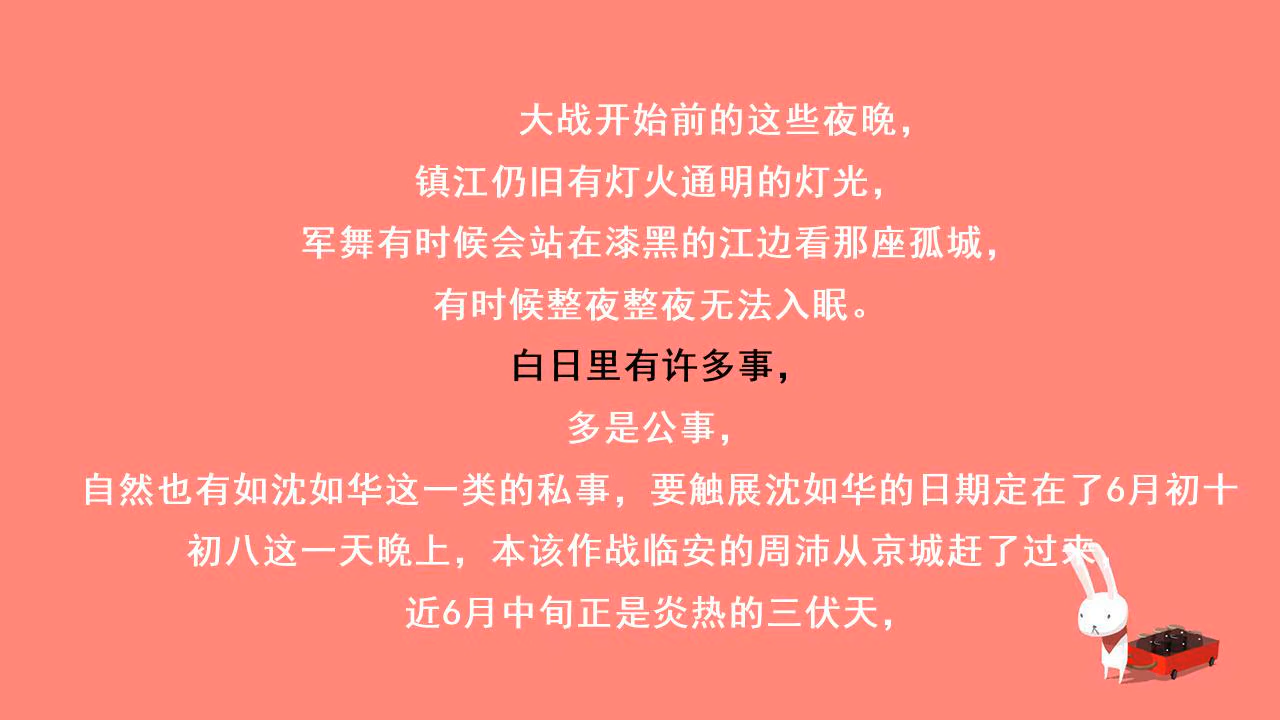 大战开始前的这些夜晚，
镇江仍旧有灯火通明的灯光，
军舞有时候会站在漆黑的江边看那座孤城，
有时候整夜整夜无法入眠。
白日里有许多事，
多是公事，
自然也有如沈如华这一类的私事，要触展沈如华的日期定在了6月初十
初八这一天晚上，本该作战临安的周沛从京城赶了过来，
近6月中旬正是炎热的三伏天，